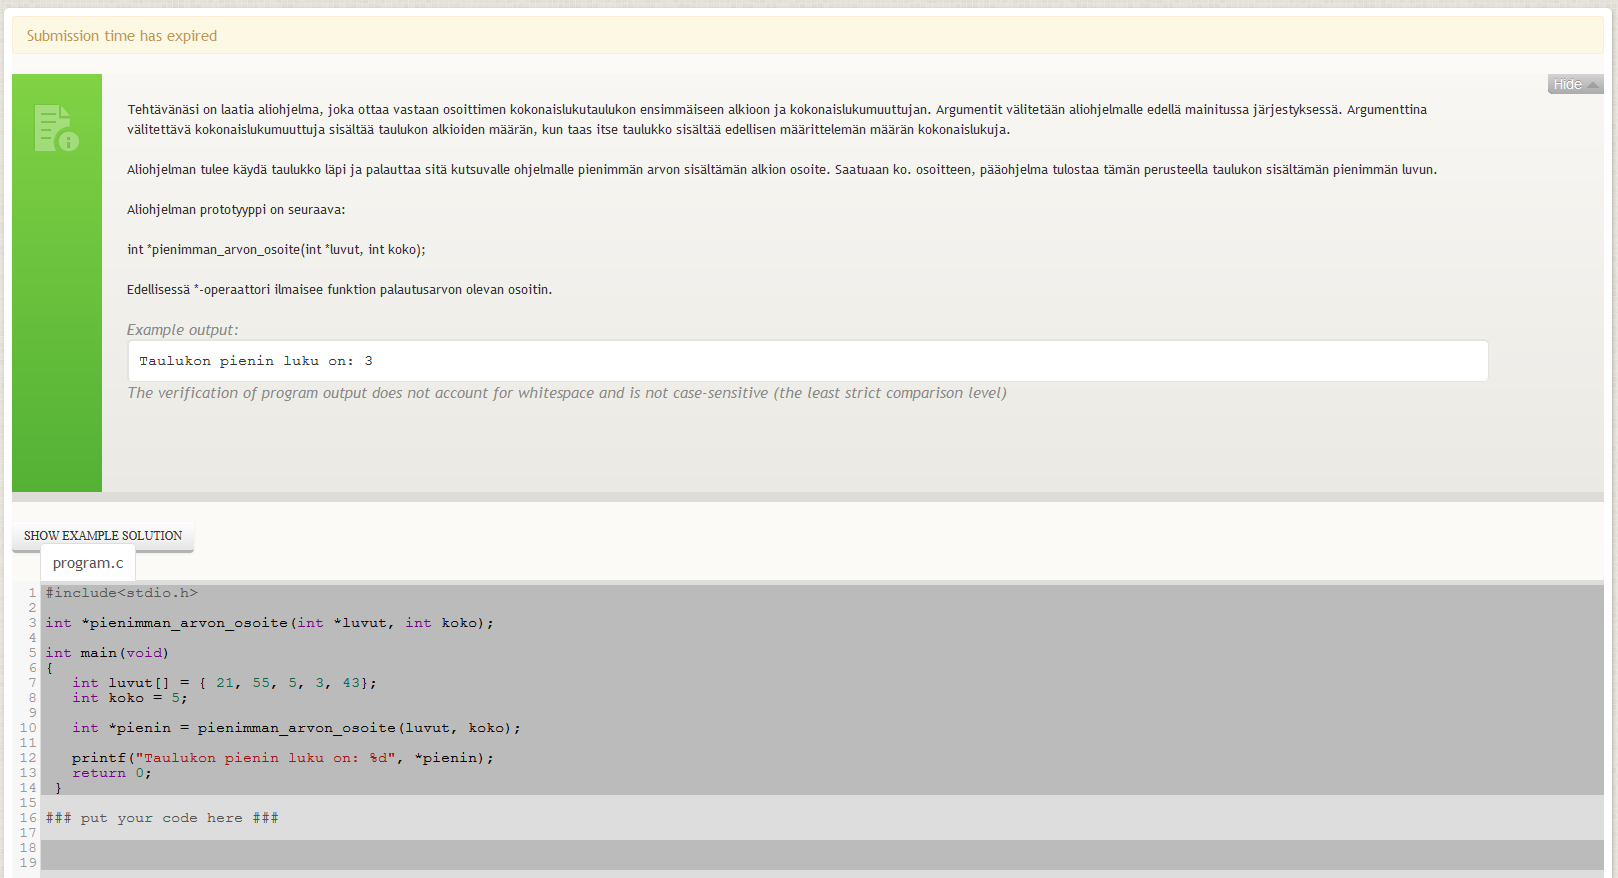 Submission time has expired
Hide
Tehtävänäsi on laatia aliohjelma, joka ottaa vastaan osoittimen kokonaislukutaulukon ensimmäiseen alkioon ja kokonaislukumuuttujan. Argumentit välitetään aliohjelmalle edellä mainitussa järjestyksessä. Argumenttina
välitettävä kokonaislukumuuttuja sisältää taulukon alkioiden määrän, kun taas itse taulukko sisältää edellisen määrittelemän määrän kokonaislukuja.
Aliohjelman tulee käydä taulukko läpi ja palauttaa sitä kutsuvalle ohjelmalle pienimmän arvon sisältämän alkion osoite. Saatuaan ko. osoitteen, pääohjelma tulostaa tämän perusteella taulukon sisältämän pienimmän luvun.
Aliohjelman prototyyppi on seuraava:
int *pienimman_arvon_osoite(int *luvut, int koko);
Edellisessä *-operaattori ilmaisee funktion palautusarvon olevan osoitin.
Example output:
Taulukon pienin luku on: 3
The verification of program output does not account for whitespace and is not case-sensitive (the least strict comparison level)
SHOW EXAMPLE SOLUTION
program.c
1 #include<stdio.h>
2
3 int *pienimman_arvon_osoite(int *luvut, int koko);
4
5 int main(void)
6 {
7 int luvut[] = { 21, 55, 5, 3, 43};
8 int koko = 5;
9
10 int *pienin = pienimman_arvon_osoite(luvut, koko);
11
12 printf("Taulukon pienin luku on: %d", *pienin);
13 return 0;
14 }
15
16 ### put your code here ###
17
18
19